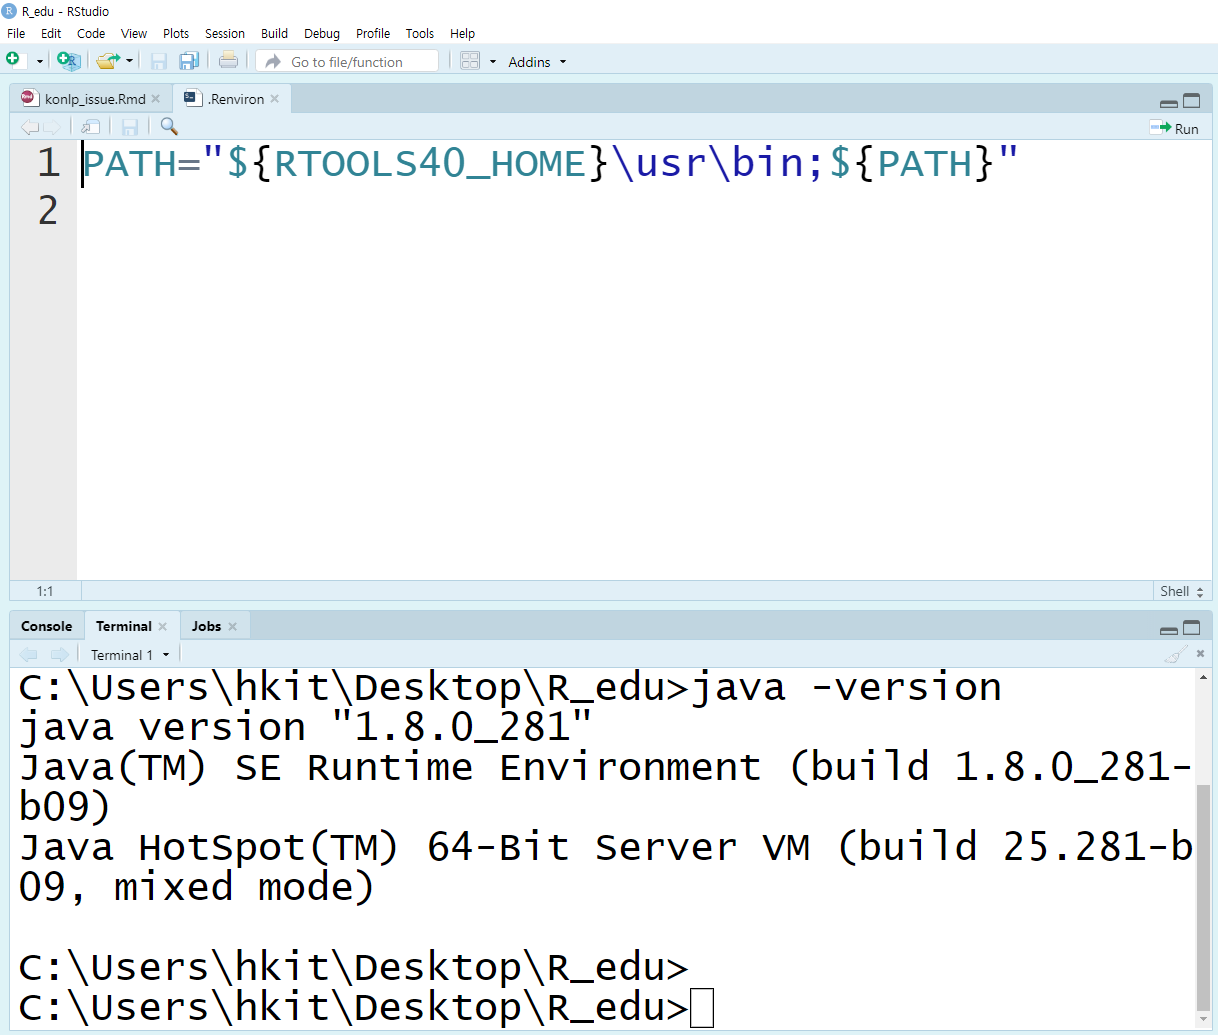 R_edu - RStudio
File Edit Code View Plots Session Build Debug Profile Tools Help
Go to file/function Addins
konlp_issue.Rmd .Renviron
Run
1 PATH="${RTOOLS40_HOME}\usr\bin;${PATH}"
2
1:1 Shell
Console Terminal Jobs
Terminal 1
C:\Users\hkit\Desktop\R_edu>java -version
java version "1.8.0_281"
Java(TM) SE Runtime Environment (build 1.8.0_281-
b09)
Java HotSpot(TM) 64-Bit Server VM (build 25.281-b
09, mixed mode)
C:\Users\hkit\Desktop\R_edu>
C:\Users\hkit\Desktop\R_edu>